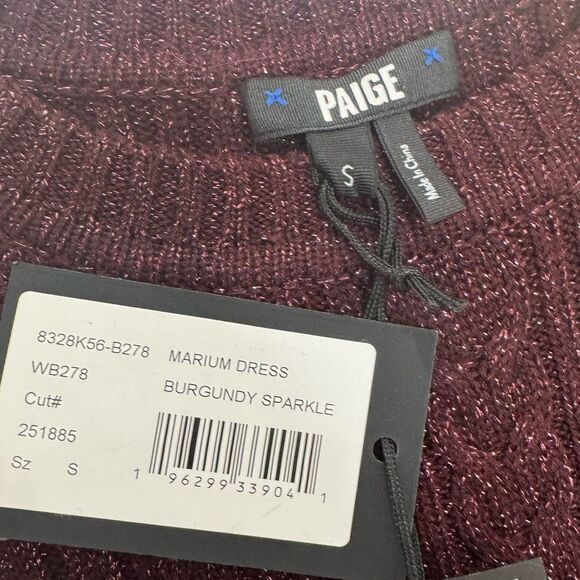 PAIGE
S
Made In China
8328K56-B278 MARIUM DRESS
WB278 BURGUNDY SPARKLE
Cut#
251885
Sz S
1 96299 33904 1